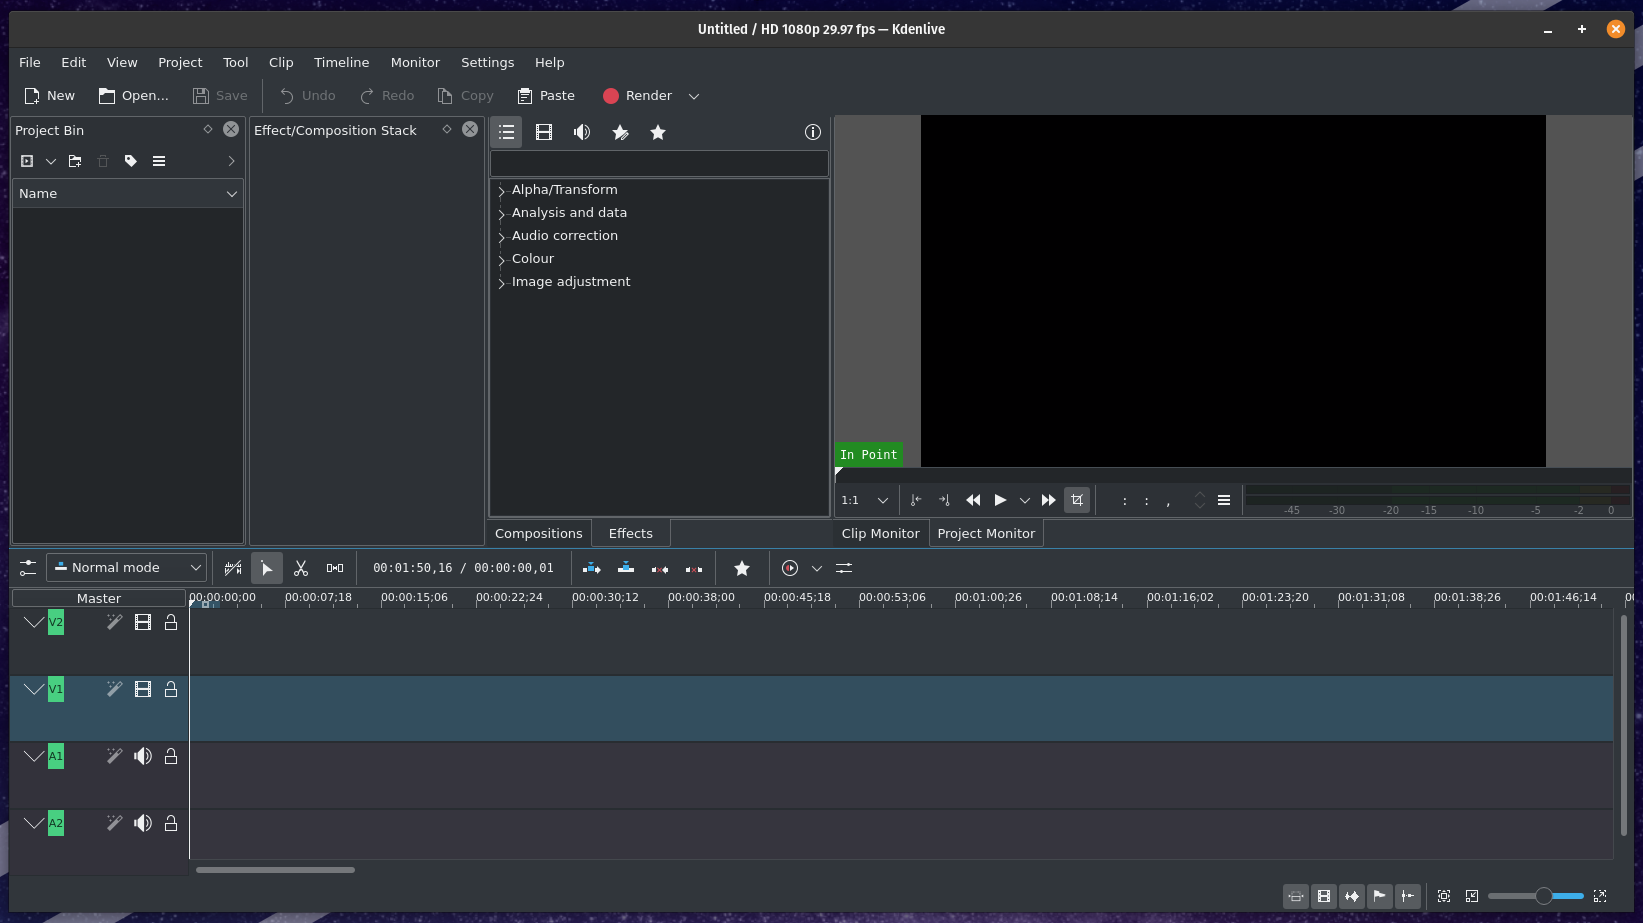 Untitled / HD 1080p 29.97 fps — Kdenlive
File Edit View Project Tool Clip Timeline Monitor Settings Help
New Open... Save Undo Redo Copy Paste Render
Project Bin
Effect/Composition Stack
Name
Alpha/Transform
Analysis and data
Audio correction
Colour
Image adjustment
In Point
1:1 : : , -45 -30 -20 -15 -10 -5 -2 0
Compositions Effects Clip Monitor Project Monitor
Normal mode 00:01:50,16 / 00:00:00,01
Master 00:00:00;00 00:00:07;18 00:00:15;06 00:00:22;24 00:00:30;12 00:00:38;00 00:00:45;18 00:00:53;06 00:01:00;26 00:01:08;14 00:01:16;02 00:01:23;20 00:01:31;08 00:01:38;26 00:01:46;14
V2
V1
A1
A2